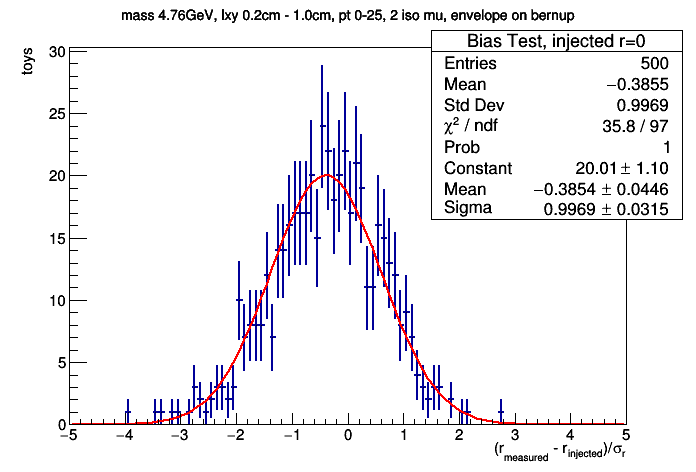 mass 4.76GeV, lxy 0.2cm - 1.0cm, pt 0-25, 2 iso mu, envelope on bernup
Bias Test, injected r=0
Entries 500
Mean −0.3855
Std Dev 0.9969
χ² / ndf 35.8 / 97
Prob 1
Constant 20.01 ± 1.10
Mean −0.3854 ± 0.0446
Sigma 0.9969 ± 0.0315
toys
30
25
20
15
10
5
0
−5 −4 −3 −2 −1 0 1 2 3 4 5
(r_measured - r_injected)/σ_r